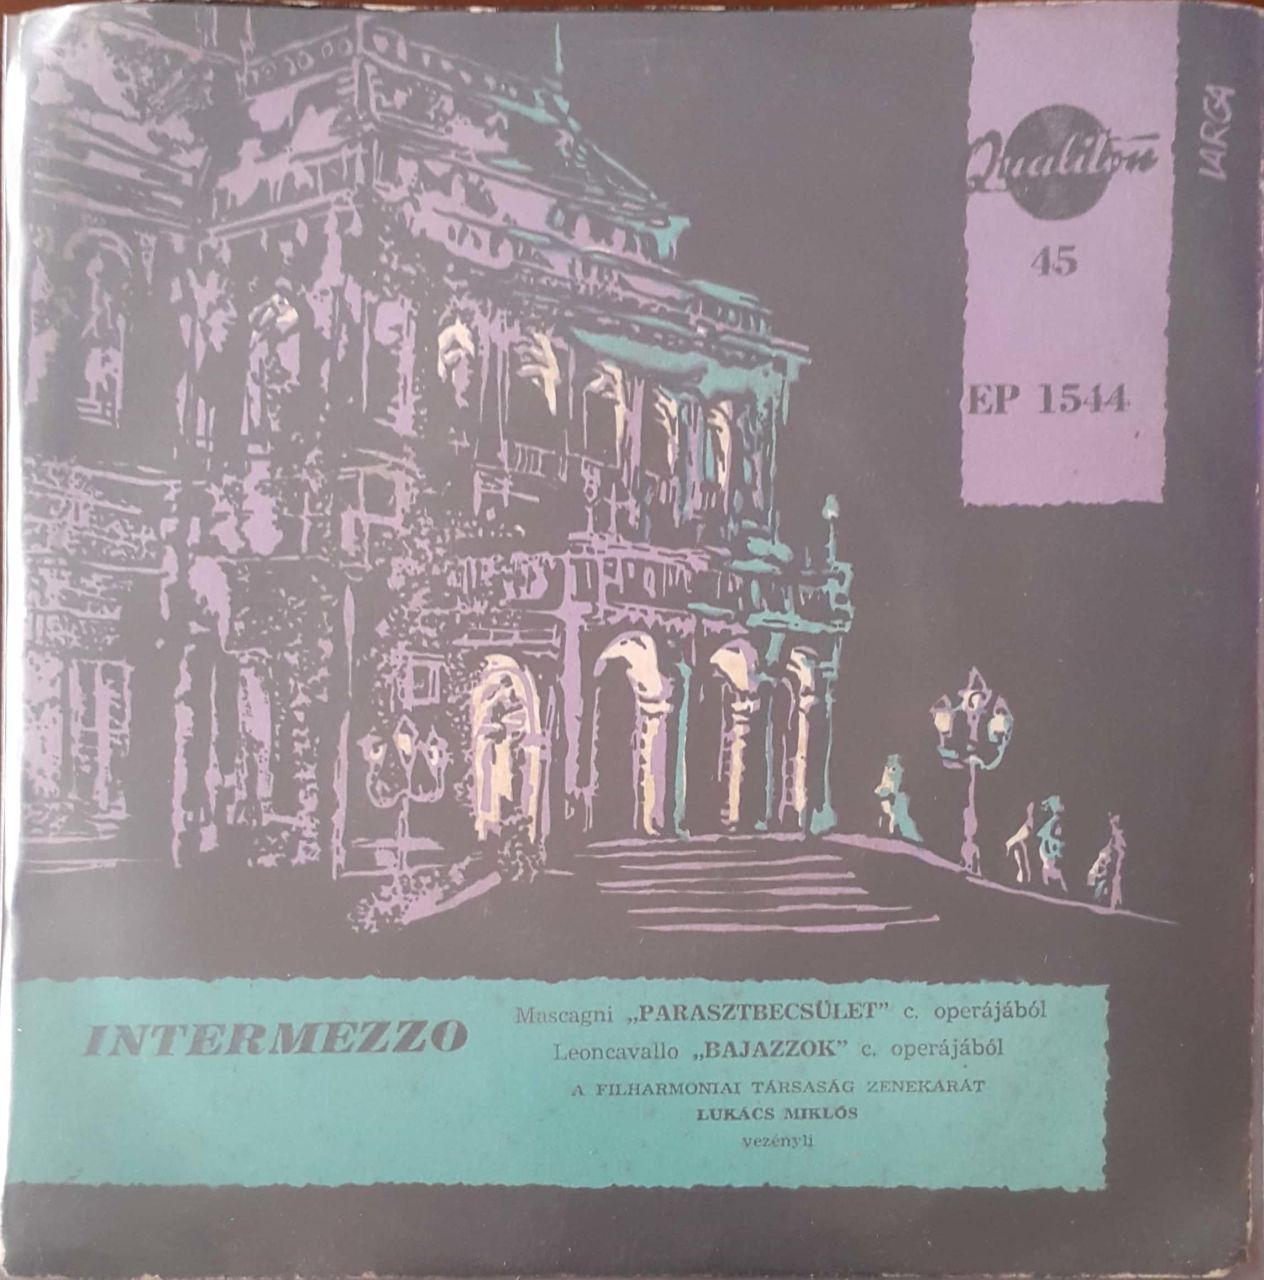 Qualiton
VARGA
45
EP 1544
INTERMEZZO
Mascagni „PARASZTBECSÜLET” c. operájából
Leoncavallo „BAJAZZOK” c. operájából
A FILHARMONIAI TÁRSASÁG ZENEKARÁT
LUKÁCS MIKLÓS
vezényli